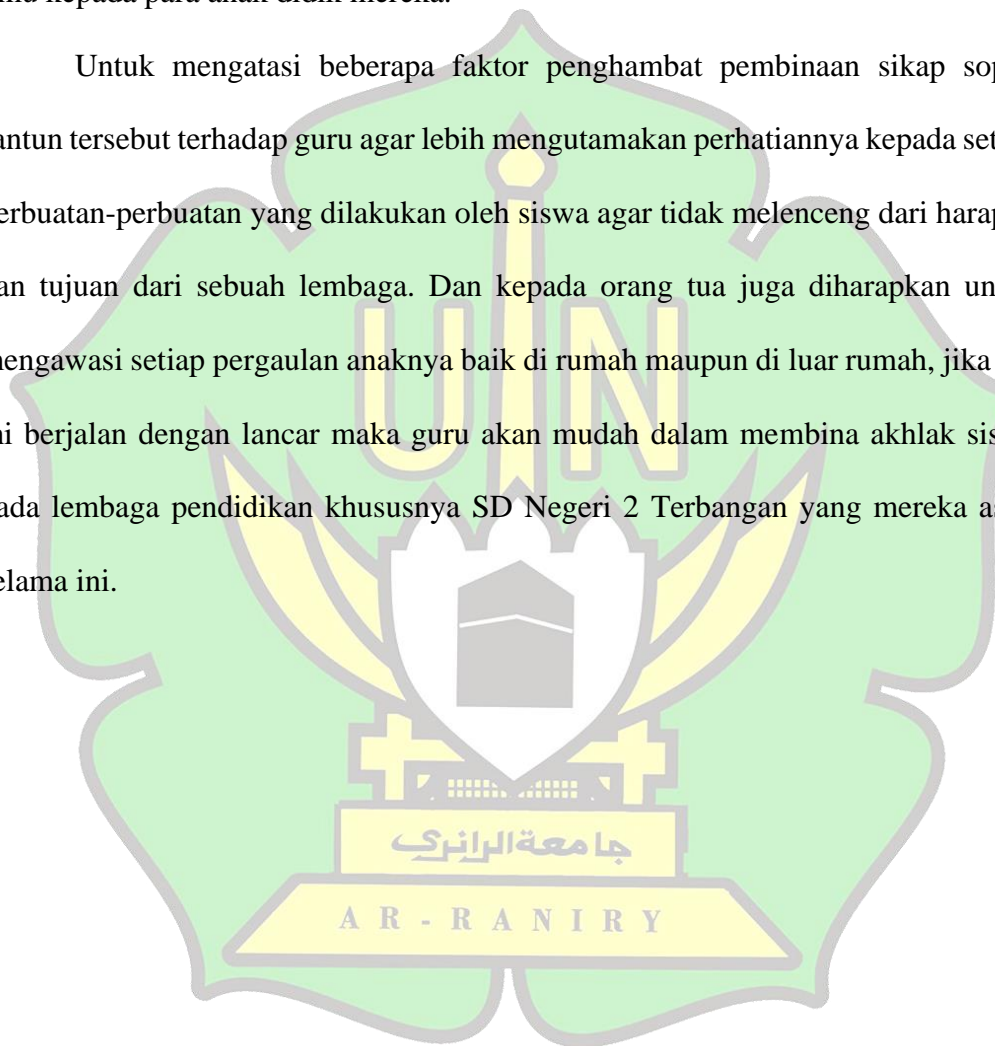 ilmu kepada para anak didik mereka.
Untuk mengatasi beberapa faktor penghambat pembinaan sikap sop
antun tersebut terhadap guru agar lebih mengutamakan perhatiannya kepada set
erbuatan-perbuatan yang dilakukan oleh siswa agar tidak melenceng dari harap
an tujuan dari sebuah lembaga. Dan kepada orang tua juga diharapkan un
mengawasi setiap pergaulan anaknya baik di rumah maupun di luar rumah, jika
ni berjalan dengan lancar maka guru akan mudah dalam membina akhlak sis
ada lembaga pendidikan khususnya SD Negeri 2 Terbangan yang mereka as
elama ini.
UIN
جامعةالرانري
AR-RANIRY